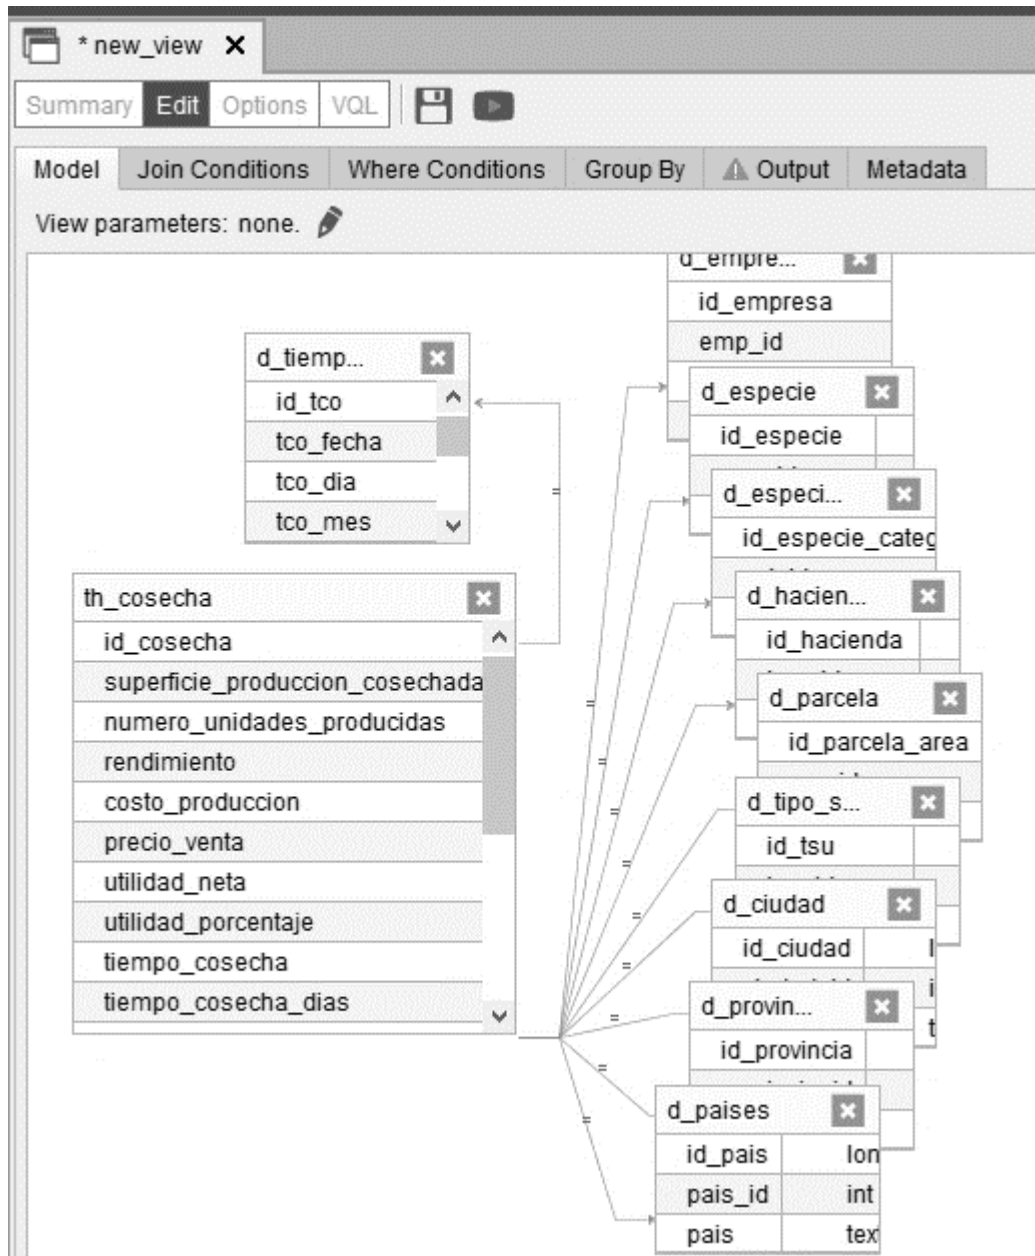 * new_view
Summary Edit Options VQL
Model Join Conditions Where Conditions Group By Output Metadata
View parameters: none.
d_empre...
id_empresa
emp_id
d_tiemp...
id_tco
tco_fecha
tco_dia
tco_mes
d_especie
id_especie
d_especi...
id_especie_categ
th_cosecha
id_cosecha
superficie_produccion_cosechada
numero_unidades_producidas
rendimiento
costo_produccion
precio_venta
utilidad_neta
utilidad_porcentaje
tiempo_cosecha
tiempo_cosecha_dias
d_hacien...
id_hacienda
d_parcela
id_parcela_area
d_tipo_s...
id_tsu
d_ciudad
id_ciudad l
i
d_provin...
t
id_provincia
d_paises
id_pais lon
pais_id int
pais tex
= = = = = = = = = =